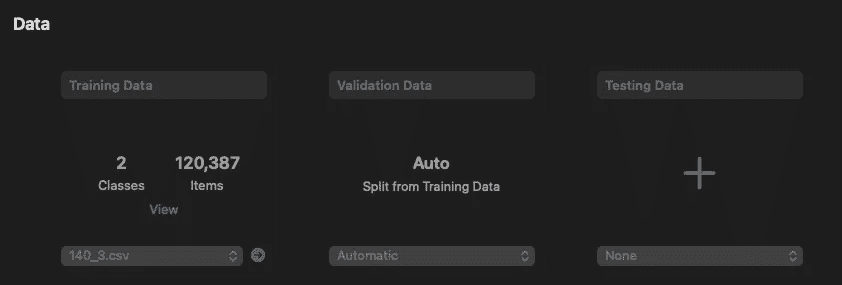 Data
Training Data
Validation Data
Testing Data
2
120,387
Classes
Items
View
Auto
Split from Training Data
140_3.csv
Automatic
None